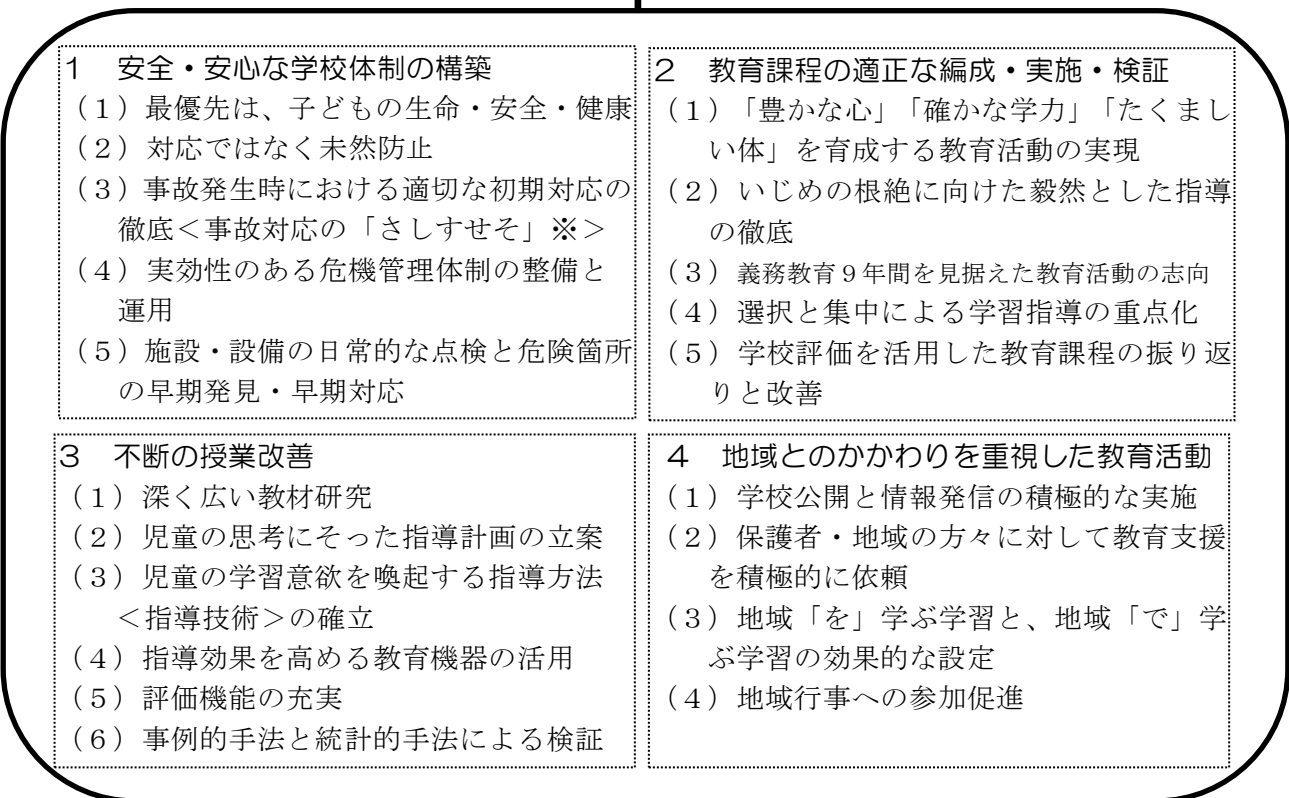 1　安全・安心な学校体制の構築
（１）最優先は、子どもの生命・安全・健康
（２）対応ではなく未然防止
（３）事故発生時における適切な初期対応の
徹底＜事故対応の「さしすせそ」※＞
（４）実効性のある危機管理体制の整備と
運用
（５）施設・設備の日常的な点検と危険箇所
の早期発見・早期対応
2　教育課程の適正な編成・実施・検証
（１）「豊かな心」「確かな学力」「たくまし
い体」を育成する教育活動の実現
（２）いじめの根絶に向けた毅然とした指導
の徹底
（３）義務教育９年間を見据えた教育活動の志向
（４）選択と集中による学習指導の重点化
（５）学校評価を活用した教育課程の振り返
りと改善
3　不断の授業改善
（１）深く広い教材研究
（２）児童の思考にそった指導計画の立案
（３）児童の学習意欲を喚起する指導方法
＜指導技術＞の確立
（４）指導効果を高める教育機器の活用
（５）評価機能の充実
（６）事例的手法と統計的手法による検証
4　地域とのかかわりを重視した教育活動
（１）学校公開と情報発信の積極的な実施
（２）保護者・地域の方々に対して教育支援
を積極的に依頼
（３）地域「を」学ぶ学習と、地域「で」学
ぶ学習の効果的な設定
（４）地域行事への参加促進